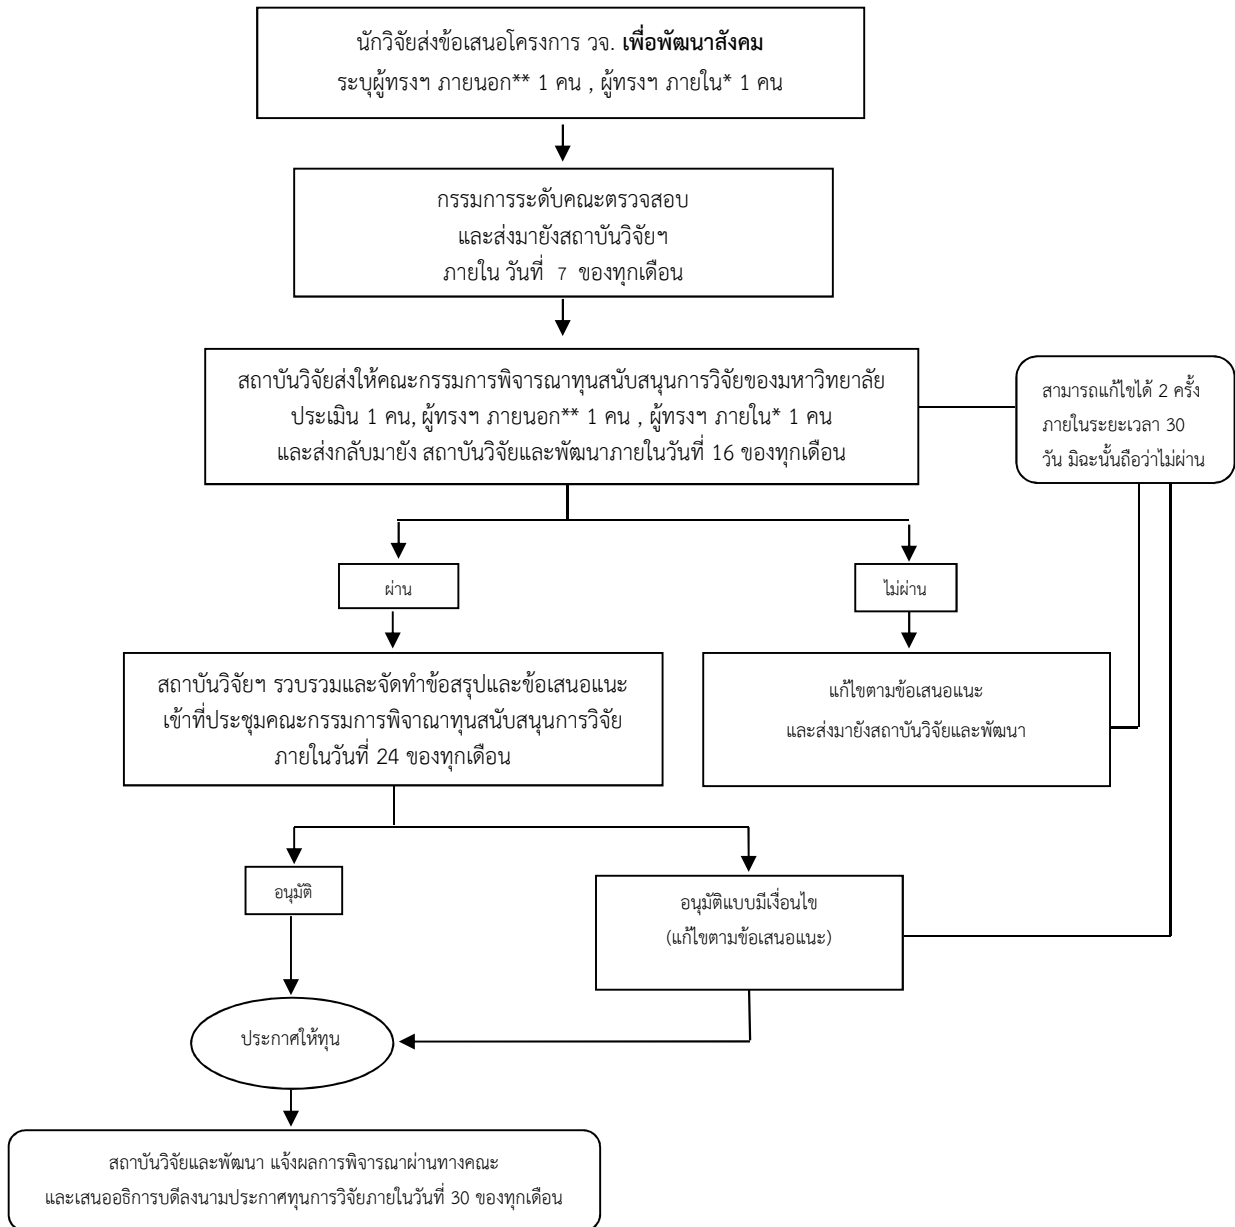 นักวิจัยส่งข้อเสนอโครงการ วจ. เพื่อพัฒนาสังคม
ระบุผู้ทรงฯ ภายนอก** 1 คน , ผู้ทรงฯ ภายใน* 1 คน
กรรมการระดับคณะตรวจสอบ
และส่งมายังสถาบันวิจัยฯ
ภายใน วันที่ 7 ของทุกเดือน
สถาบันวิจัยส่งให้คณะกรรมการพิจารณาทุนสนับสนุนการวิจัยของมหาวิทยาลัย
ประเมิน 1 คน, ผู้ทรงฯ ภายนอก** 1 คน , ผู้ทรงฯ ภายใน* 1 คน
และส่งกลับมายัง สถาบันวิจัยและพัฒนาภายในวันที่ 16 ของทุกเดือน
สามารถแก้ไขได้ 2 ครั้ง
ภายในระยะเวลา 30
วัน มิฉะนั้นถือว่าไม่ผ่าน
ผ่าน
ไม่ผ่าน
สถาบันวิจัยฯ รวบรวมและจัดทำข้อสรุปและข้อเสนอแนะ
เข้าที่ประชุมคณะกรรมการพิจาณาทุนสนับสนุนการวิจัย
ภายในวันที่ 24 ของทุกเดือน
แก้ไขตามข้อเสนอแนะ
และส่งมายังสถาบันวิจัยและพัฒนา
อนุมัติ
อนุมัติแบบมีเงื่อนไข
(แก้ไขตามข้อเสนอแนะ)
ประกาศให้ทุน
สถาบันวิจัยและพัฒนา แจ้งผลการพิจารณาผ่านทางคณะ
และเสนออธิการบดีลงนามประกาศทุนการวิจัยภายในวันที่ 30 ของทุกเดือน